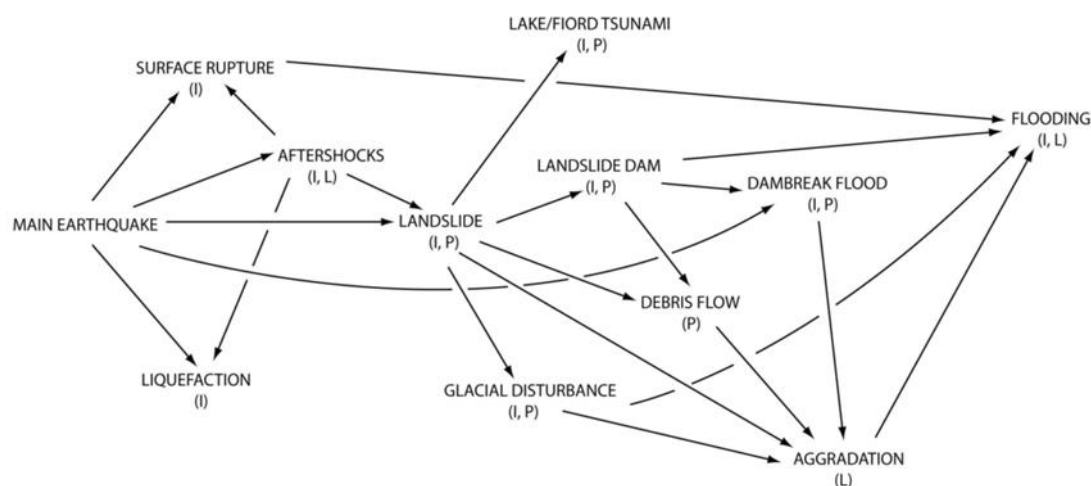 LAKE/FIORD TSUNAMI
(I, P)
SURFACE RUPTURE
(I)
FLOODING
(I, L)
AFTERSHOCKS
(I, L)
LANDSLIDE DAM
(I, P)
DAMBREAK FLOOD
(I, P)
MAIN EARTHQUAKE
LANDSLIDE
(I, P)
DEBRIS FLOW
(P)
LIQUEFACTION
(I)
GLACIAL DISTURBANCE
(I, P)
AGGRADATION
(L)